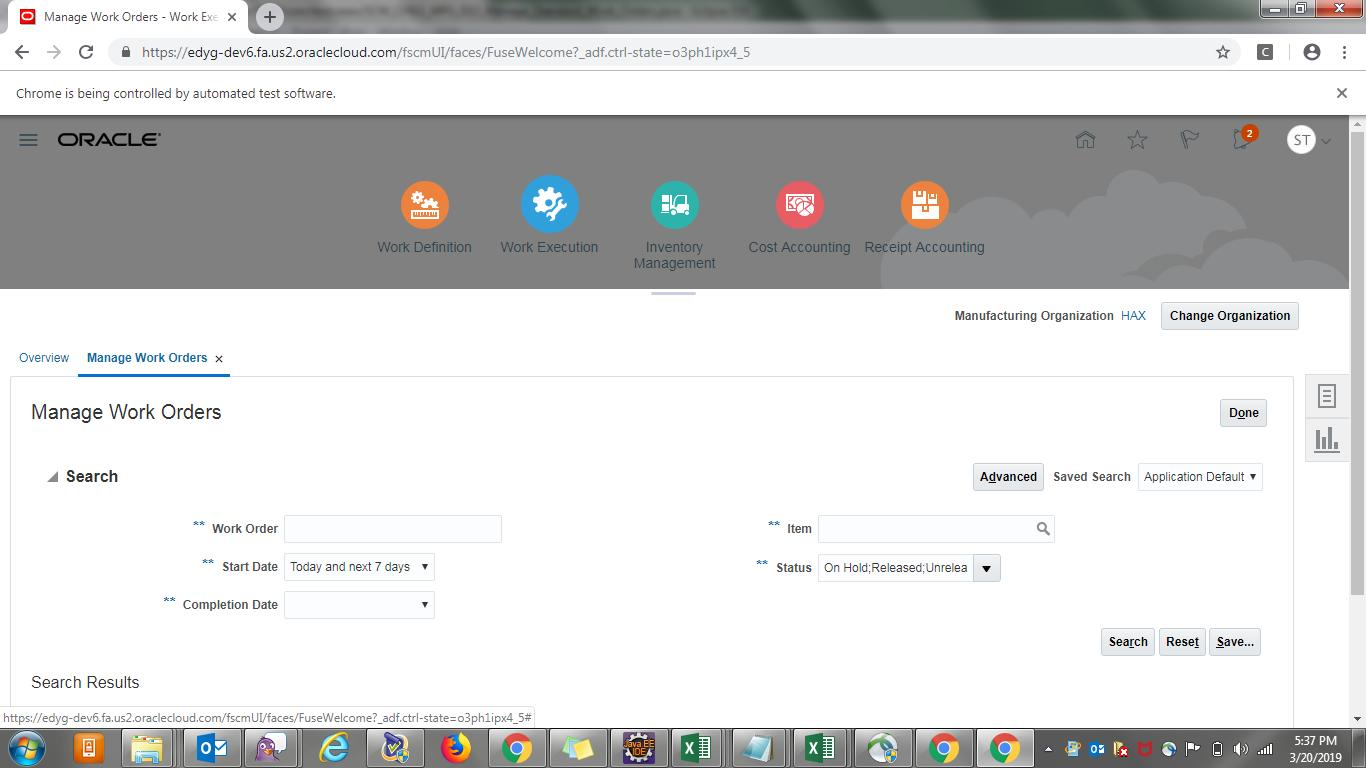 Manage Work Orders - Work Exe
https://edyg-dev6.fa.us2.oraclecloud.com/fscmUI/faces/FuseWelcome?_adf.ctrl-state=o3ph1ipx4_5
C
Chrome is being controlled by automated test software.
ORACLE
2
ST
Work Definition
Work Execution
Inventory Management
Cost Accounting
Receipt Accounting
Manufacturing Organization HAX Change Organization
Overview Manage Work Orders
Manage Work Orders
Done
Search
Advanced Saved Search Application Default
** Work Order
** Item
** Start Date Today and next 7 days
** Status On Hold;Released;Unrelea
** Completion Date
Search Reset Save...
Search Results
https://edyg-dev6.fa.us2.oraclecloud.com/fscmUI/faces/FuseWelcome?_adf.ctrl-state=o3ph1ipx4_5#
Java EE
IDE
5:37 PM
3/20/2019